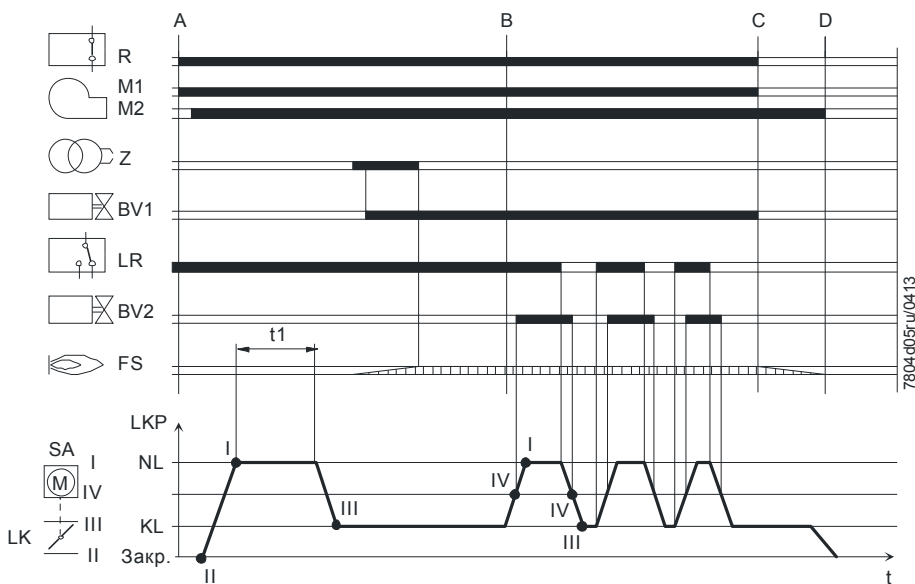 A B C D
R
M1
M2
Z
BV1
LR
BV2
t1
FS
7804d05ru/0413
LKP
SA
I
I
NL
M
IV
IV
I
IV
III
III
III
LK
KL
II
Закр.
II
t